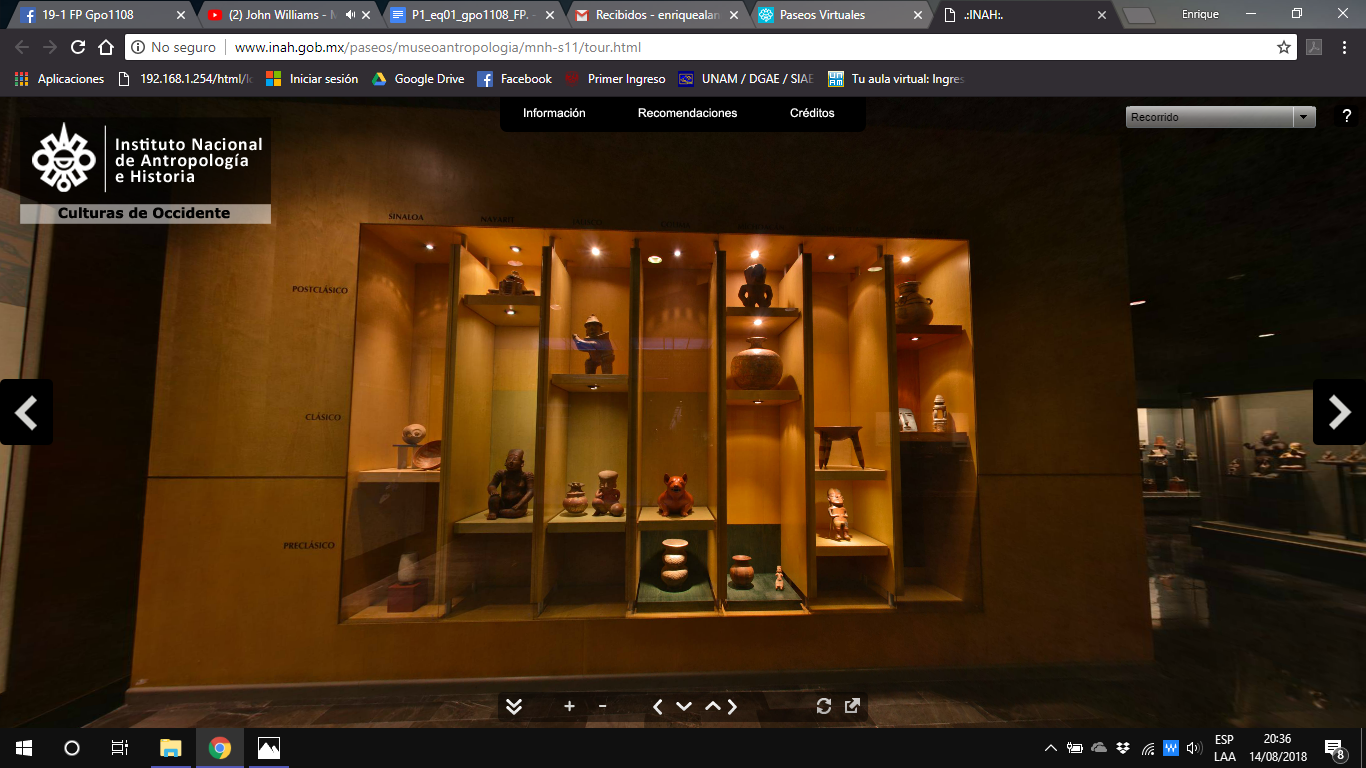 19-1 FP Gpo1108
(2) John Williams - M
P1_eq01_gpo1108_FP. -
Recibidos - enriquealan
Paseos Virtuales
.:INAH:.
Enrique
No seguro
www.inah.gob.mx/paseos/museoantropologia/mnh-s11/tour.html
Aplicaciones
192.168.1.254/html/l
Iniciar sesión
Google Drive
Facebook
Primer Ingreso
UNAM / DGAE / SIAE
Tu aula virtual: Ingres
Información
Recomendaciones
Créditos
Recorrido
?
Instituto Nacional
de Antropología
e Historia
Culturas de Occidente
SINALOA
NAYARIT
JALISCO
POSTCLÁSICO
CLÁSICO
PRECLÁSICO
ESP
LAA
20:36
14/08/2018
8